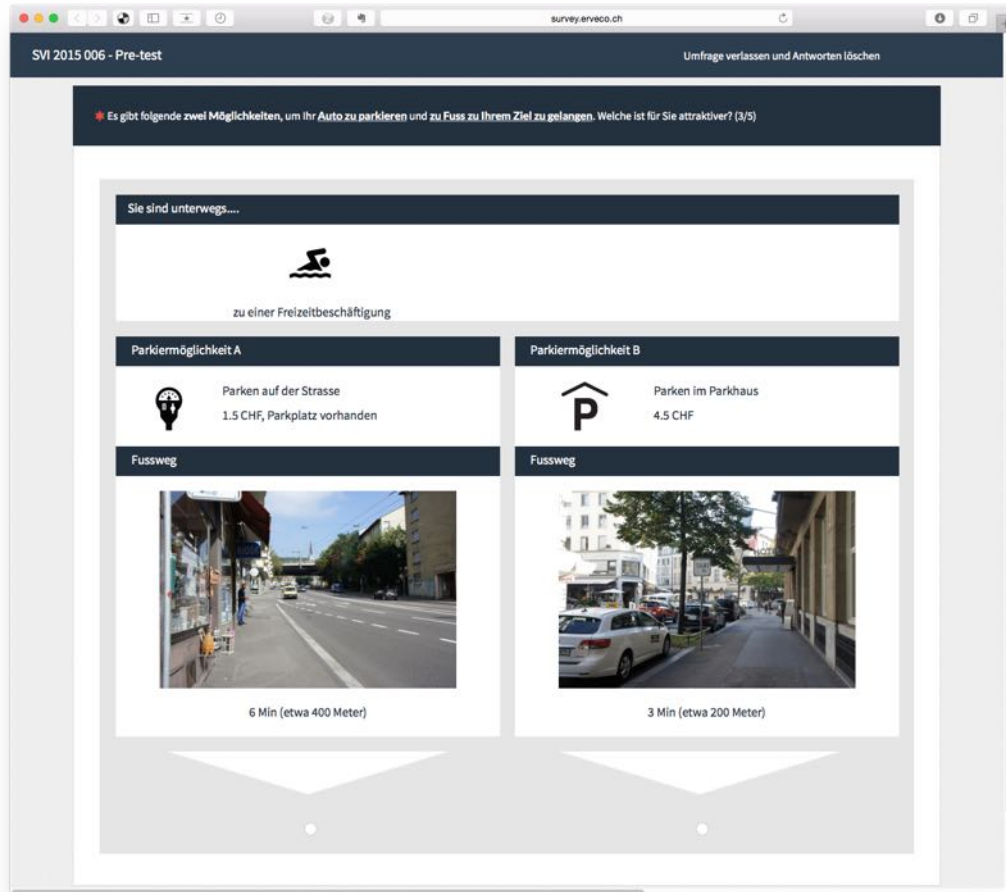 survey.erveco.ch
SVI 2015 006 - Pre-test
Umfrage verlassen und Antworten löschen
Es gibt folgende zwei Möglichkeiten, um Ihr Auto zu parkieren und zu Fuss zu Ihrem Ziel zu gelangen. Welche ist für Sie attraktiver? (3/5)
Sie sind unterwegs....
zu einer Freizeitbeschäftigung
Parkiermöglichkeit A
Parken auf der Strasse
1.5 CHF, Parkplatz vorhanden
Fussweg
6 Min (etwa 400 Meter)
Parkiermöglichkeit B
P
Parken im Parkhaus
4.5 CHF
Fussweg
3 Min (etwa 200 Meter)